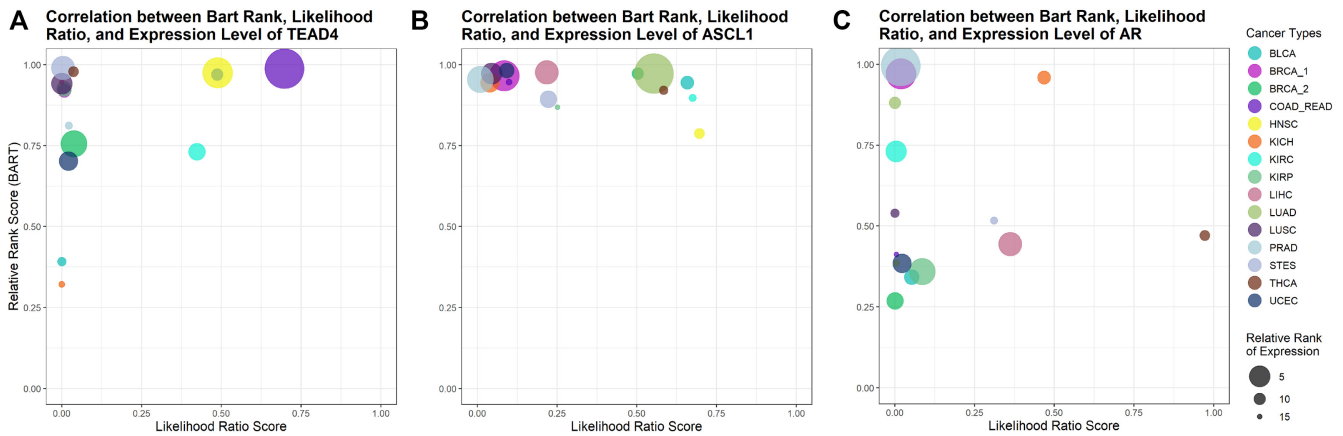 A
Correlation between Bart Rank, Likelihood
Ratio, and Expression Level of TEAD4
Relative Rank Score (BART)
1.00
0.75
0.50
0.25
0.00
0.00 0.25 0.50 0.75 1.00
Likelihood Ratio Score
B
Correlation between Bart Rank, Likelihood
Ratio, and Expression Level of ASCL1
1.00
0.75
0.50
0.25
0.00
0.00 0.25 0.50 0.75 1.00
Likelihood Ratio Score
C
Correlation between Bart Rank, Likelihood
Ratio, and Expression Level of AR
1.00
0.75
0.50
0.25
0.00
0.00 0.25 0.50 0.75 1.00
Likelihood Ratio Score
Cancer Types
BLCA
BRCA_1
BRCA_2
COAD_READ
HNSC
KICH
KIRC
KIRP
LIHC
LUAD
LUSC
PRAD
STES
THCA
UCEC
Relative Rank
of Expression
5
10
15